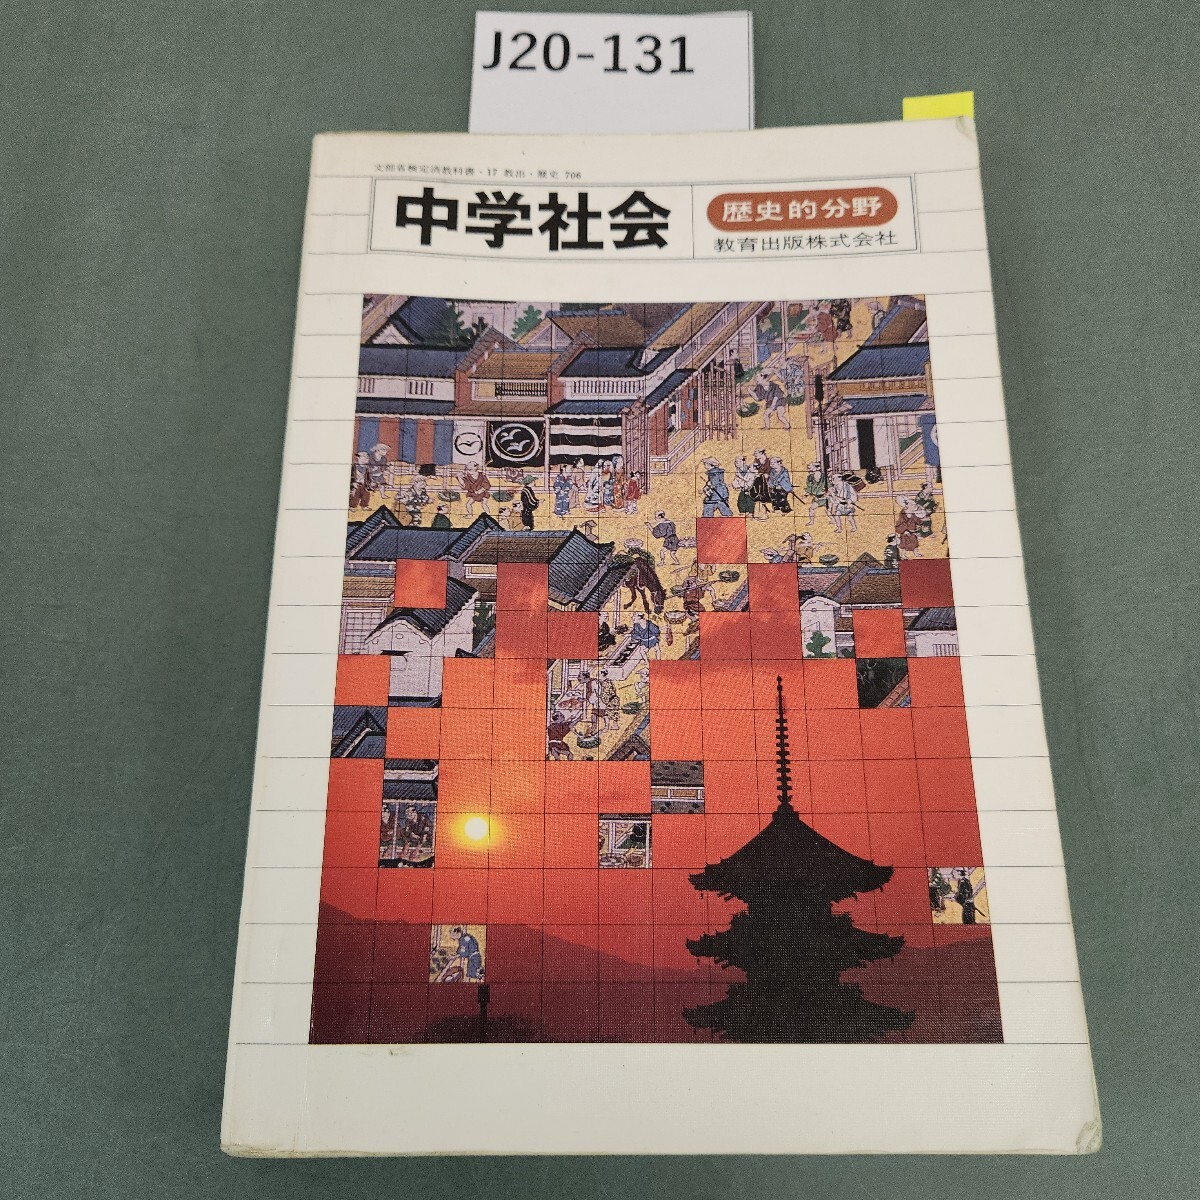 J20-131
文部省検定済教科書・17 教出・歴史 706
中学社会
歴史的分野
教育出版株式会社